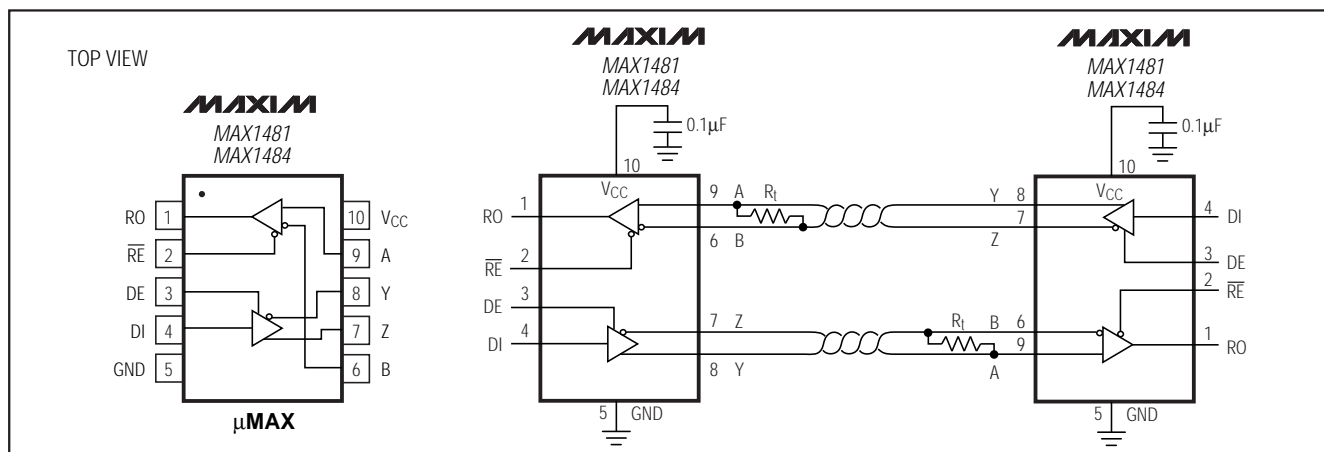 TOP VIEW
MAXIM
MAX1481
MAX1484
RO 1
RE 2
DE 3
DI 4
GND 5
10 VCC
9 A
8 Y
7 Z
6 B
μMAX
MAXIM
MAX1481
MAX1484
0.1μF
10
VCC
RO 1
RE 2
DE 3
DI 4
9 A
Rt
6 B
7 Z
8 Y
5 GND
MAXIM
MAX1481
MAX1484
0.1μF
10
VCC
Y 8
Z 7
4 DI
3 DE
2 RE
Rt
B 6
A 9
1 RO
5 GND